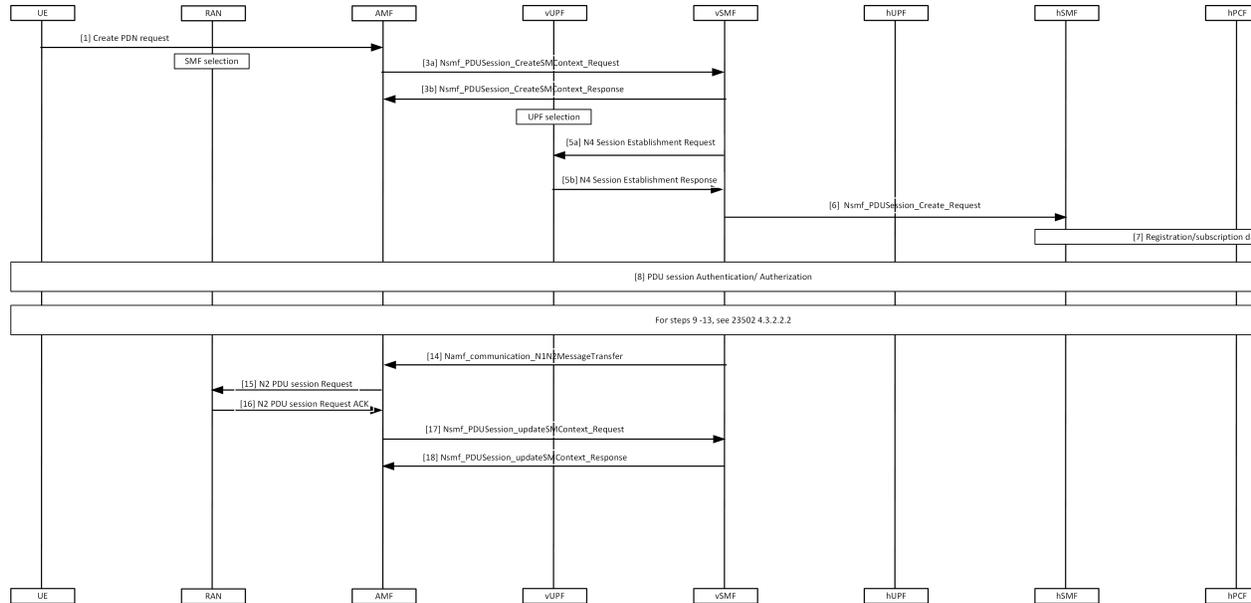 UE RAN AMF vUPF vSMF hUPF hSMF hPCF
[1] Create PDN request
SMF selection
[3a] Nsmf_PDUSession_CreateSMContext_Request
[3b] Nsmf_PDUSession_CreateSMContext_Response
UPF selection
[5a] N4 Session Establishment Request
[5b] N4 Session Establishment Response
[6] Nsmf_PDUSession_Create_Request
[7] Registration/subscription d
[8] PDU session Authentication/ Autherization
For steps 9 -13, see 23502 4.3.2.2.2
[14] Namf_communication_N1N2MessageTransfer
[15] N2 PDU session Request
[16] N2 PDU session Request ACK
[17] Nsmf_PDUSession_updateSMContext_Request
[18] Nsmf_PDUSession_updateSMContext_Response
UE RAN AMF vUPF vSMF hUPF hSMF hPCF